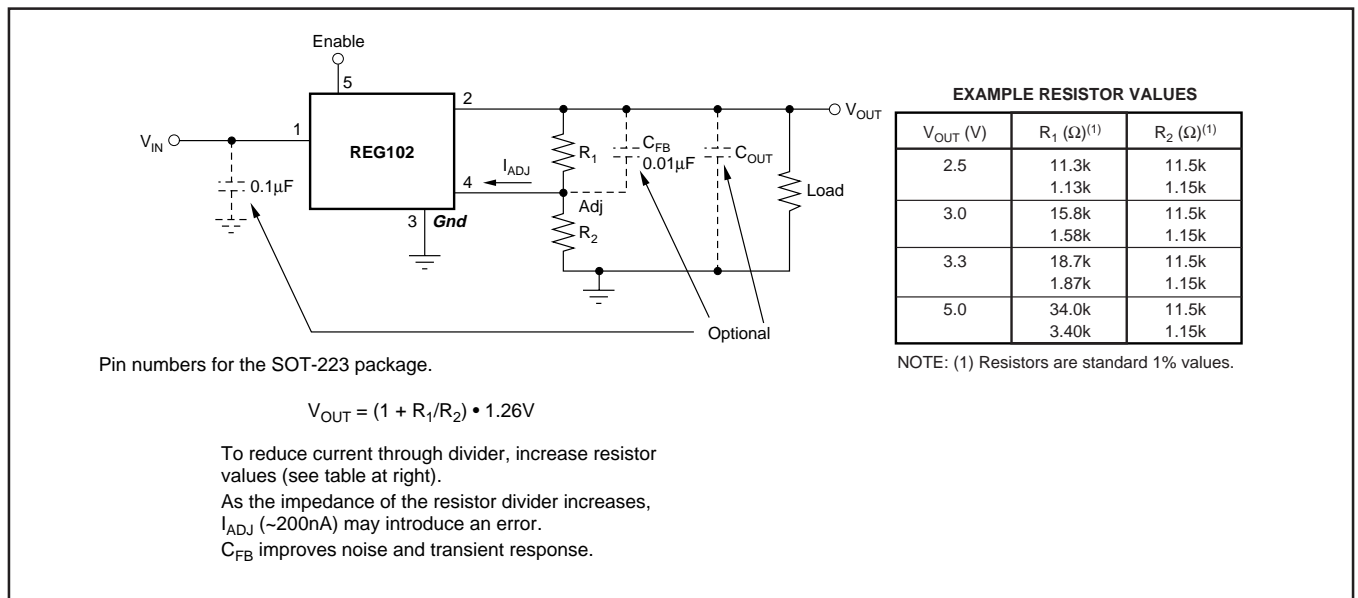 Enable
5
2
V_OUT
V_IN
1
REG102
R_1
C_FB
0.01µF
C_OUT
I_ADJ
4
0.1µF
Load
Adj
3
Gnd
R_2
Optional
Pin numbers for the SOT-223 package.
V_OUT = (1 + R_1/R_2) • 1.26V
To reduce current through divider, increase resistor
values (see table at right).
As the impedance of the resistor divider increases,
I_ADJ (~200nA) may introduce an error.
C_FB improves noise and transient response.
EXAMPLE RESISTOR VALUES
V_OUT (V) R_1 (Ω)(1) R_2 (Ω)(1)
2.5 11.3k 11.5k
1.13k 1.15k
3.0 15.8k 11.5k
1.58k 1.15k
3.3 18.7k 11.5k
1.87k 1.15k
5.0 34.0k 11.5k
3.40k 1.15k
NOTE: (1) Resistors are standard 1% values.